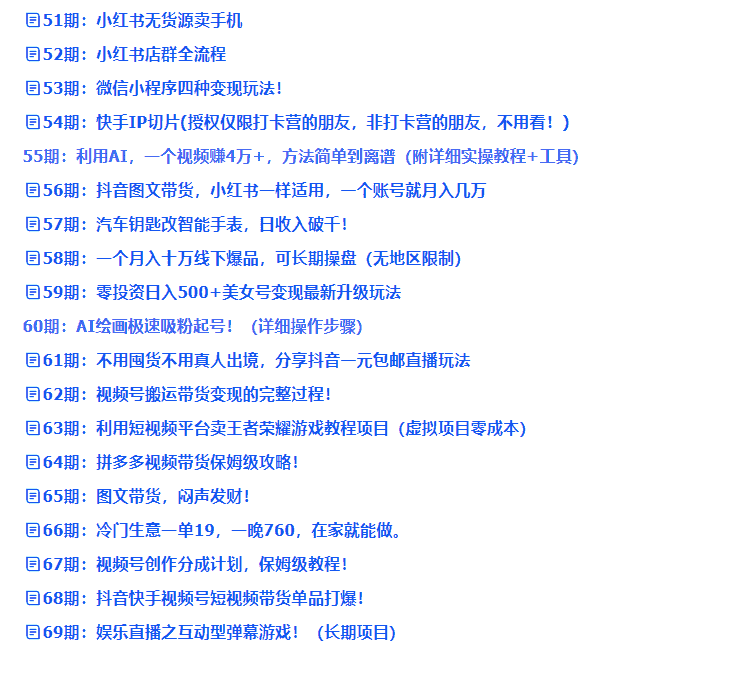 51期：小红书无货源卖手机
52期：小红书店群全流程
53期：微信小程序四种变现玩法！
54期：快手IP切片(授权仅限打卡营的朋友，非打卡营的朋友，不用看！)
55期：利用AI，一个视频赚4万+，方法简单到离谱（附详细实操教程+工具）
56期：抖音图文带货，小红书一样适用，一个账号就月入几万
57期：汽车钥匙改智能手表，日收入破千！
58期：一个月入十万线下爆品，可长期操盘（无地区限制）
59期：零投资日入500+美女号变现最新升级玩法
60期：AI绘画极速吸粉起号！（详细操作步骤）
61期：不用囤货不用真人出境，分享抖音一元包邮直播玩法
62期：视频号搬运带货变现的完整过程！
63期：利用短视频平台卖王者荣耀游戏教程项目（虚拟项目零成本）
64期：拼多多视频带货保姆级攻略！
65期：图文带货，闷声发财！
66期：冷门生意一单19，一晚760，在家就能做。
67期：视频号创作分成计划，保姆级教程！
68期：抖音快手视频号短视频带货单品打爆！
69期：娱乐直播之互动型弹幕游戏！（长期项目）